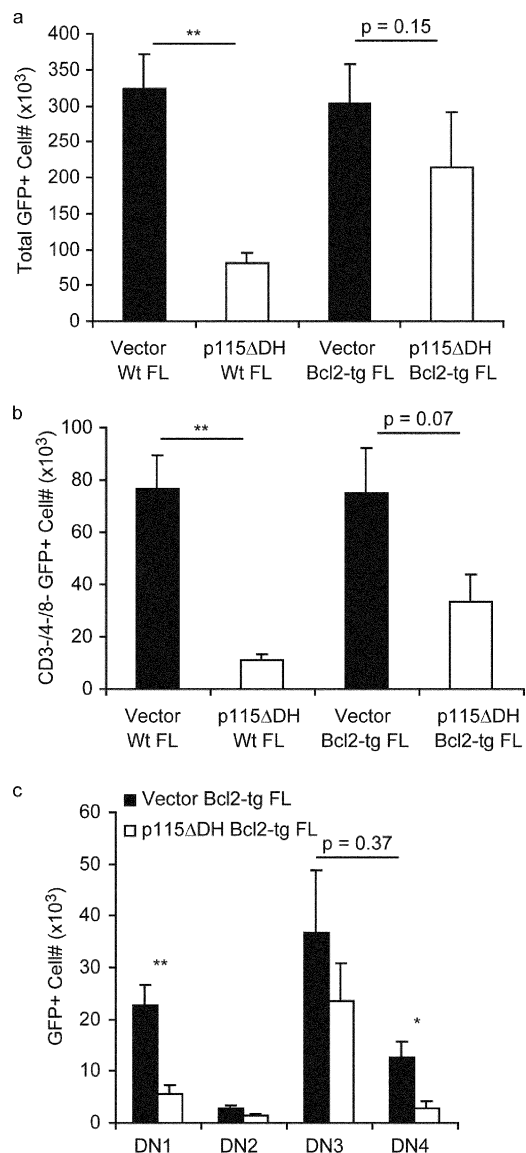 a
Total GFP+ Cell# (x10³)
400
350
300
250
200
150
100
50
0
**
p = 0.15
Vector
Wt FL
p115ΔDH
Wt FL
Vector
Bcl2-tg FL
p115ΔDH
Bcl2-tg FL
b
CD3-/4-/8- GFP+ Cell# (x10³)
100
80
60
40
20
0
**
p = 0.07
Vector
Wt FL
p115ΔDH
Wt FL
Vector
Bcl2-tg FL
p115ΔDH
Bcl2-tg FL
c
Vector Bcl2-tg FL
p115ΔDH Bcl2-tg FL
GFP+ Cell# (x10³)
60
50
40
30
20
10
0
**
p = 0.37
*
DN1
DN2
DN3
DN4